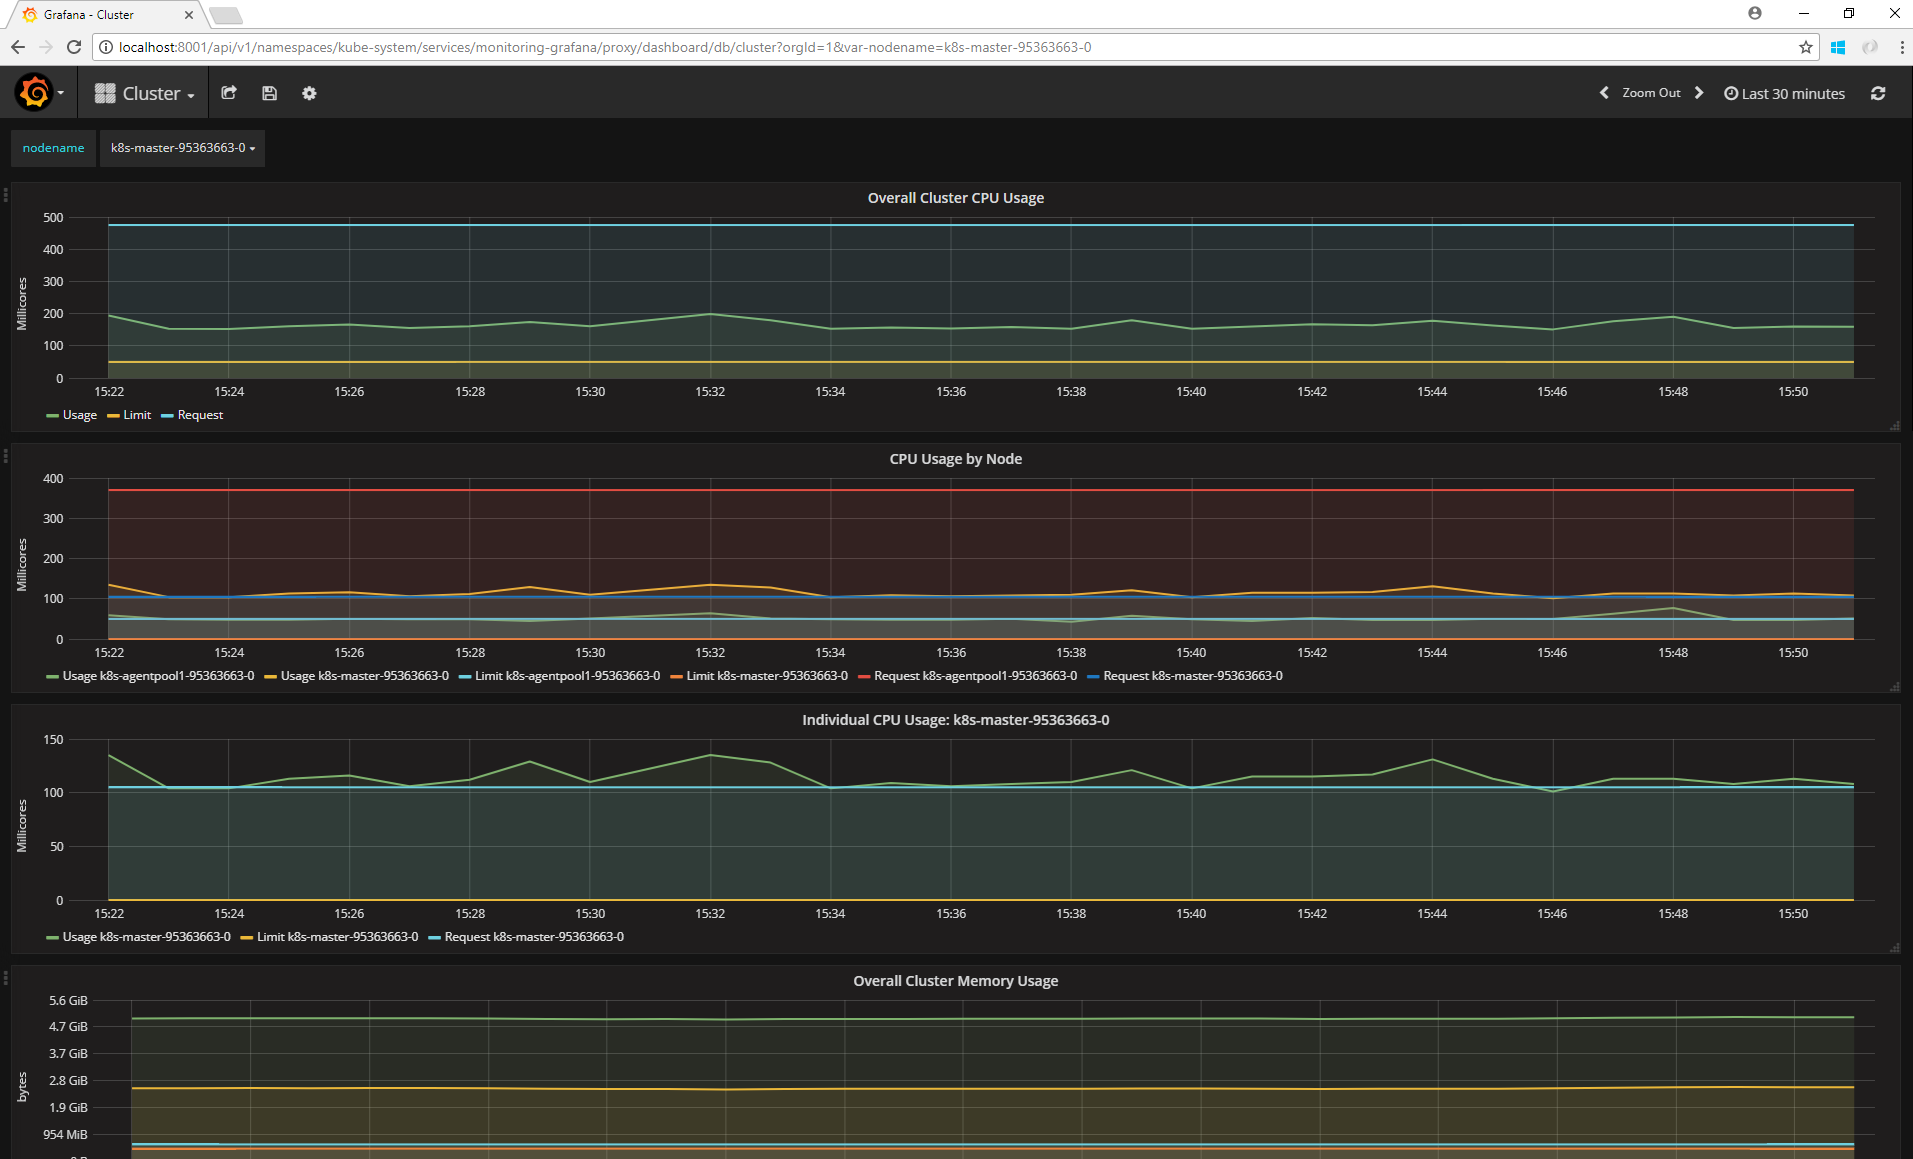 Grafana - Cluster
localhost:8001/api/v1/namespaces/kube-system/services/monitoring-grafana/proxy/dashboard/db/cluster?orgId=1&var-nodename=k8s-master-95363663-0
Cluster
Zoom Out
Last 30 minutes
nodename
k8s-master-95363663-0
Overall Cluster CPU Usage
Millicores
500
400
300
200
100
0
15:22 15:24 15:26 15:28 15:30 15:32 15:34 15:36 15:38 15:40 15:42 15:44 15:46 15:48 15:50
Usage Limit Request
CPU Usage by Node
Millicores
400
300
200
100
0
15:22 15:24 15:26 15:28 15:30 15:32 15:34 15:36 15:38 15:40 15:42 15:44 15:46 15:48 15:50
Usage k8s-agentpool1-95363663-0 Usage k8s-master-95363663-0 Limit k8s-agentpool1-95363663-0 Limit k8s-master-95363663-0 Request k8s-agentpool1-95363663-0 Request k8s-master-95363663-0
Individual CPU Usage: k8s-master-95363663-0
Millicores
150
100
50
0
15:22 15:24 15:26 15:28 15:30 15:32 15:34 15:36 15:38 15:40 15:42 15:44 15:46 15:48 15:50
Usage k8s-master-95363663-0 Limit k8s-master-95363663-0 Request k8s-master-95363663-0
Overall Cluster Memory Usage
bytes
5.6 GiB
4.7 GiB
3.7 GiB
2.8 GiB
1.9 GiB
954 MiB